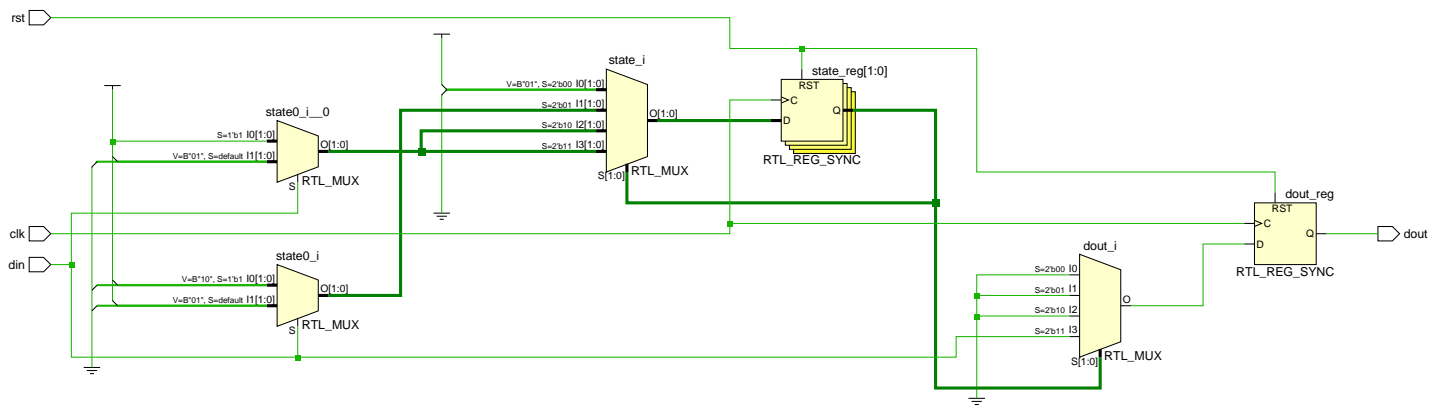 rst
state_i
state_reg[1:0]
RST
V=B"01", S=2'b00 I0[1:0]
S=2'b01 I1[1:0]
S=2'b10 I2[1:0]
S=2'b11 I3[1:0]
O[1:0]
S[1:0]
RTL_MUX
C
D
Q
RTL_REG_SYNC
state0_i__0
S=1'b1 I0[1:0]
V=B"01", S=default I1[1:0]
O[1:0]
S
RTL_MUX
clk
din
state0_i
V=B"10", S=1'b1 I0[1:0]
V=B"01", S=default I1[1:0]
O[1:0]
S
RTL_MUX
dout_i
S=2'b00 I0
S=2'b01 I1
S=2'b10 I2
S=2'b11 I3
O
S[1:0]
RTL_MUX
dout_reg
RST
C
D
Q
RTL_REG_SYNC
dout